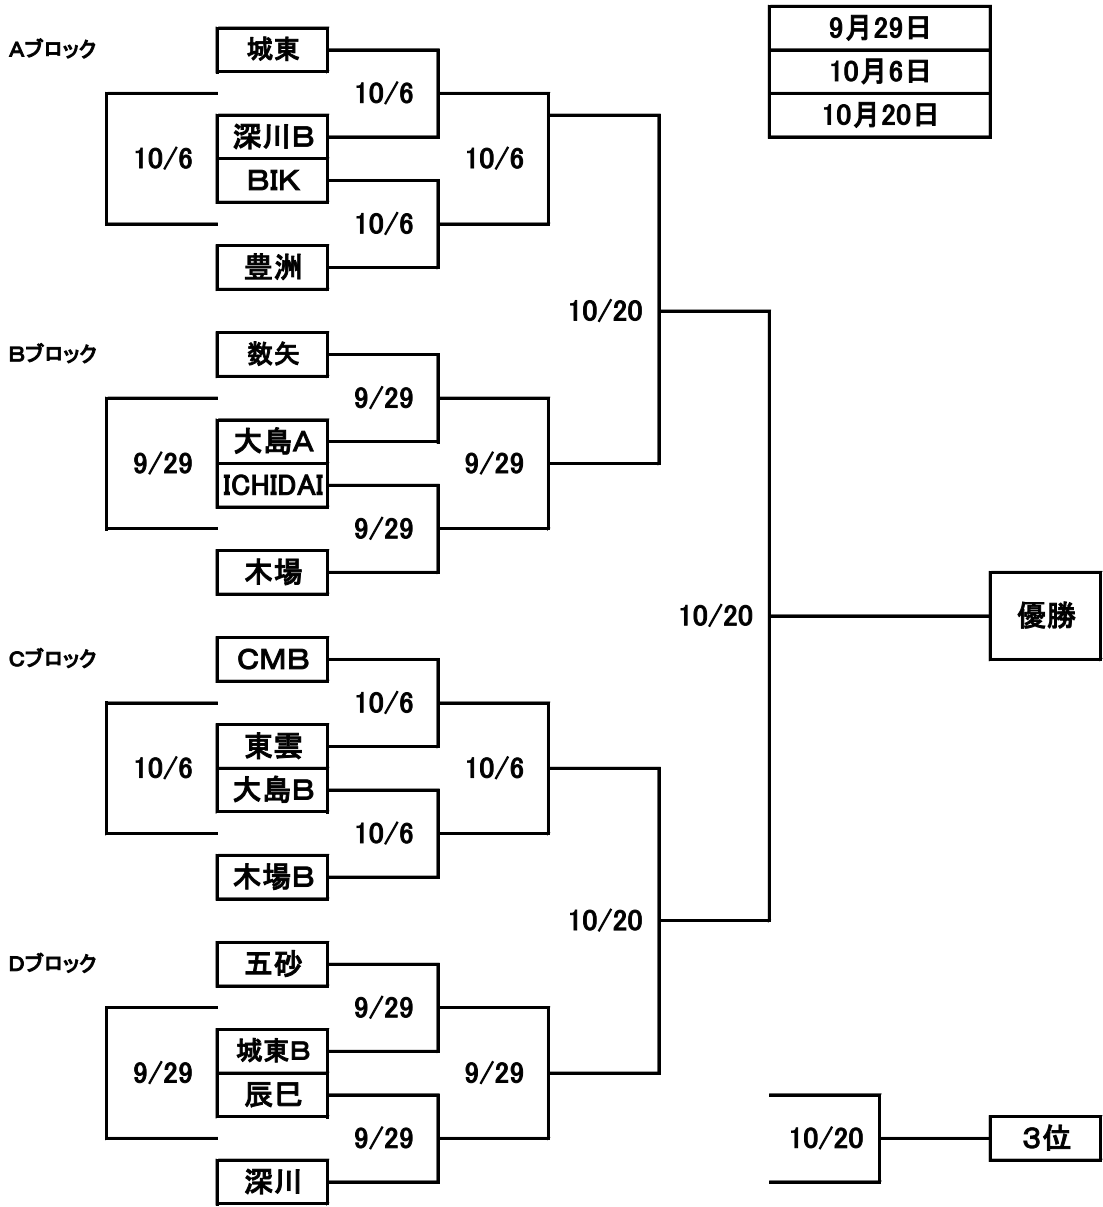 9月29日
10月6日
10月20日
Aブロック
城東
10/6
深川B
10/6
10/6
BIK
10/6
豊洲
10/20
Bブロック
数矢
9/29
大島A
9/29
9/29
ICHIDAI
9/29
木場
10/20
優勝
Cブロック
CMB
10/6
東雲
10/6
10/6
大島B
10/6
木場B
10/20
Dブロック
五砂
9/29
城東B
9/29
9/29
辰巳
9/29
深川
10/20
3位